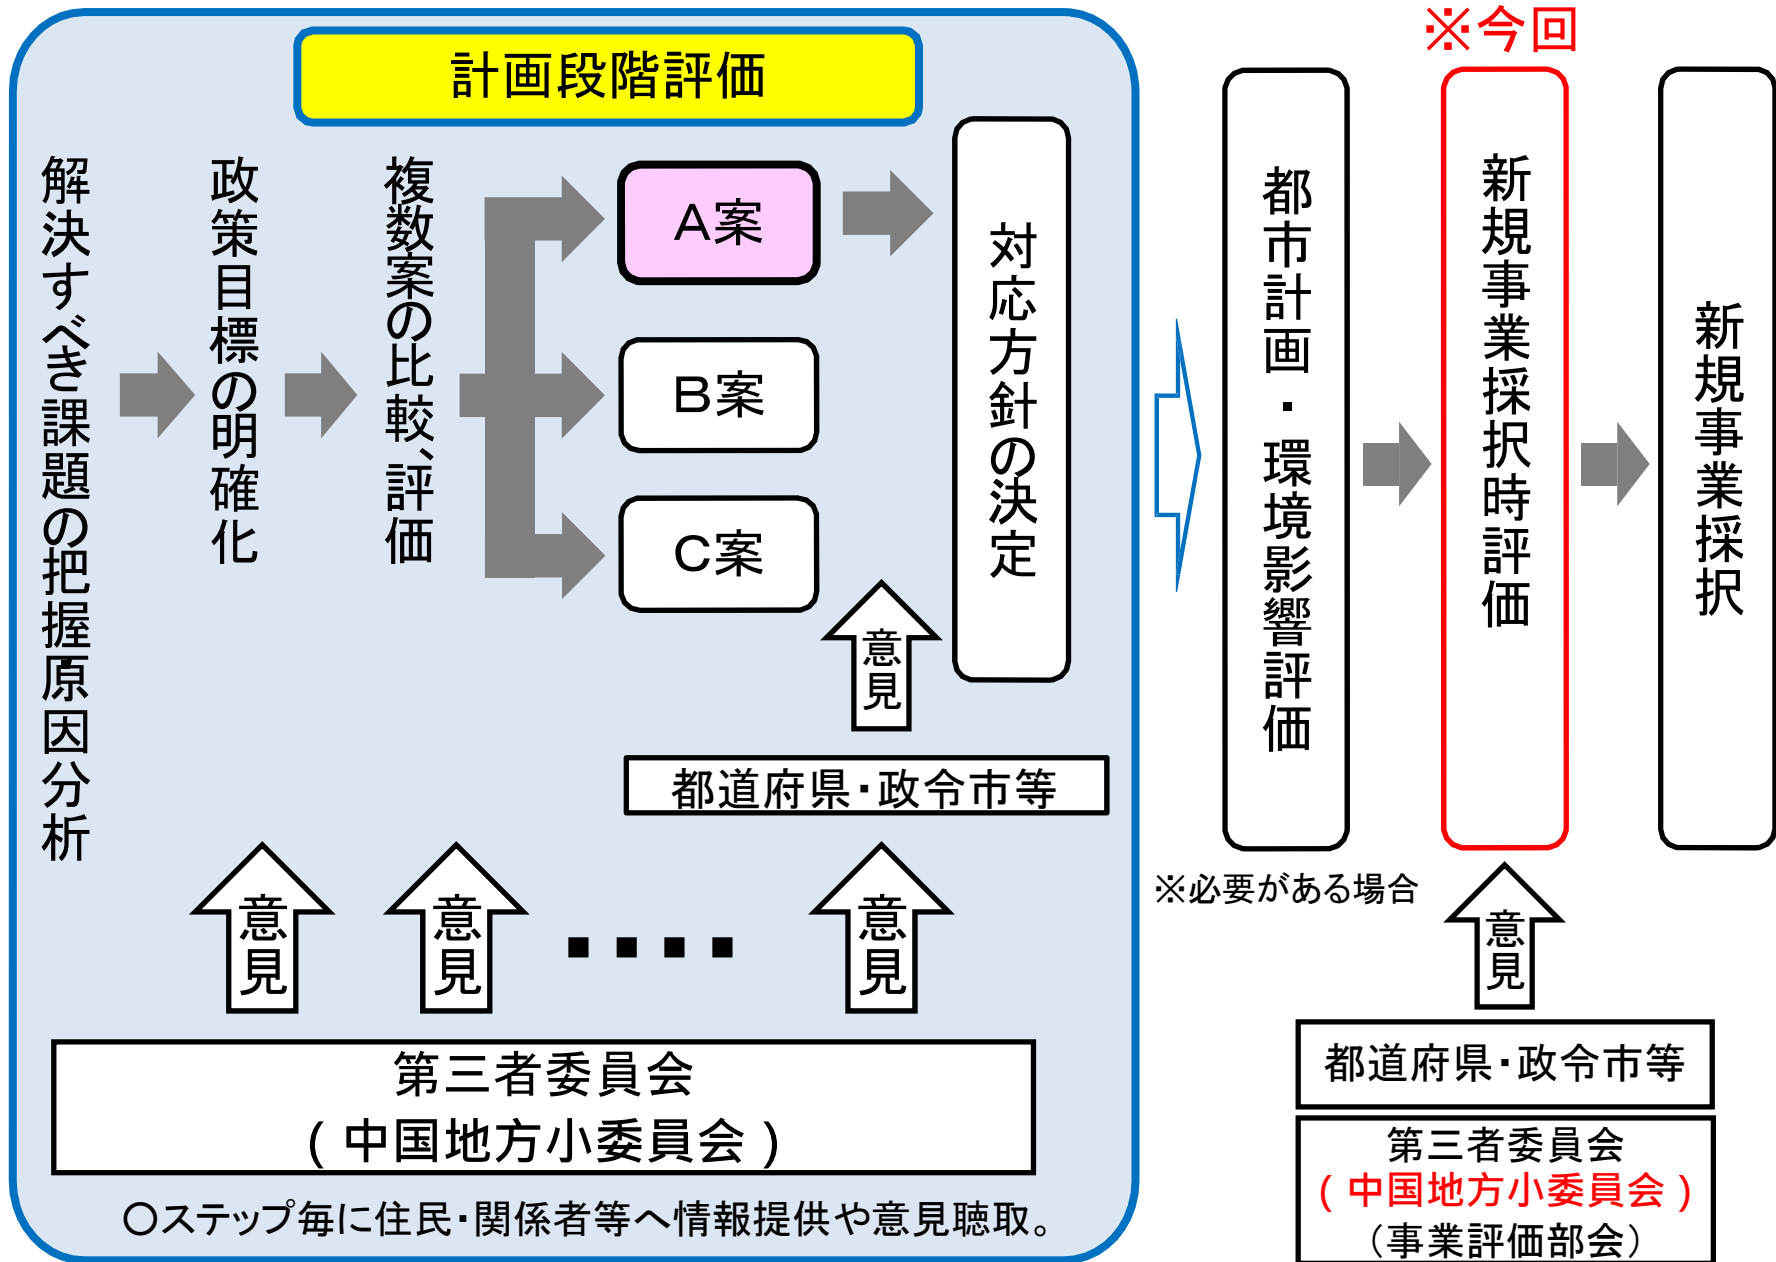 ※今回
計画段階評価
解決すべき課題の把握原因分析
政策目標の明確化
複数案の比較、評価
A案
B案
C案
対応方針の決定
意見
都道府県・政令市等
意見
意見
・・・・
意見
第三者委員会
(中国地方小委員会)
○ステップ毎に住民・関係者等へ情報提供や意見聴取。
都市計画・環境影響評価
※必要がある場合
新規事業採択時評価
新規事業採択
意見
都道府県・政令市等
第三者委員会
(中国地方小委員会)
(事業評価部会)